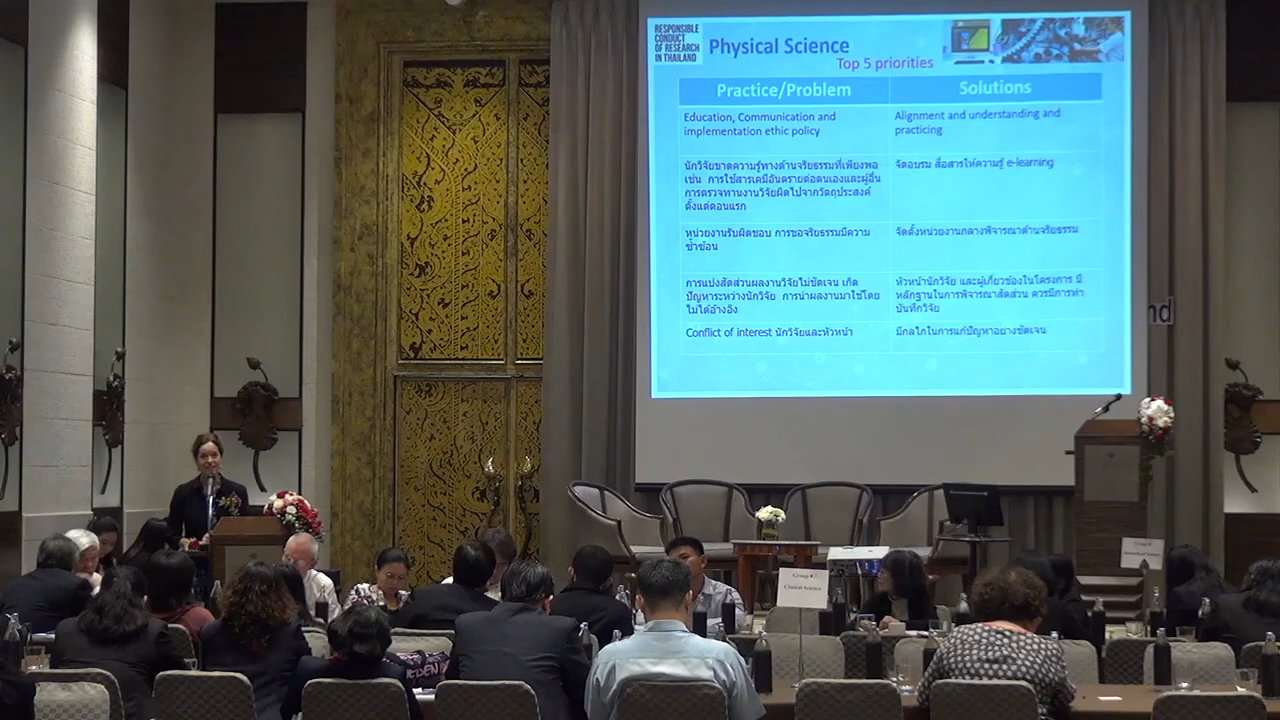 RESPONSIBLE
CONDUCT
OF RESEARCH
IN THAILAND
Physical Science
Top 5 priorities
Practice/Problem
Solutions
Education, Communication and
implementation ethic policy
Alignment and understanding and
practicing
นักวิจัยขาดความรู้ทางด้านจริยธรรมที่เพียงพอ
เช่น การใช้สารเคมีอันตรายต่อตนเองและผู้อื่น
การตรวจทานงานวิจัยผิดไปจากวัตถุประสงค์
ตั้งแต่ตอนแรก
จัดอบรม สื่อสารให้ความรู้ e-learning
หน่วยงานรับผิดชอบ การขอจริยธรรมมีความ
ซ้ำซ้อน
จัดตั้งหน่วยงานกลางพิจารณาด้านจริยธรรม
การแบ่งสัดส่วนผลงานวิจัยไม่ชัดเจน เกิด
ปัญหาระหว่างนักวิจัย การนำผลงานมาใช้โดย
ไม่ได้อ้างอิง
หัวหน้านักวิจัย และผู้เกี่ยวข้องในโครงการ มี
หลักฐานในการพิจารณาสัดส่วน ควรมีการทำ
บันทึกวิจัย
Conflict of interest นักวิจัยและหัวหน้า
มีกลไกในการแก้ปัญหาอย่างชัดเจน
nd
Clinical Science